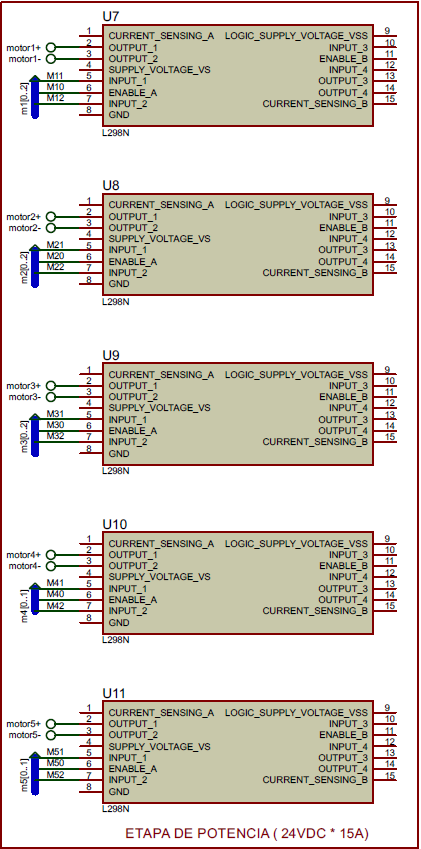 U7
1 CURRENT_SENSING_A LOGIC_SUPPLY_VOLTAGE_VSS 9
motor1+ 2 OUTPUT_1 INPUT_3 10
motor1- 3 OUTPUT_2 ENABLE_B 11
4 SUPPLY_VOLTAGE_VS INPUT_4 12
M11 5 INPUT_1 OUTPUT_3 13
M10 6 ENABLE_A OUTPUT_4 14
M12 7 INPUT_2 CURRENT_SENSING_B 15
m1[0..2]
8 GND
L298N
U8
1 CURRENT_SENSING_A LOGIC_SUPPLY_VOLTAGE_VSS 9
motor2+ 2 OUTPUT_1 INPUT_3 10
motor2- 3 OUTPUT_2 ENABLE_B 11
4 SUPPLY_VOLTAGE_VS INPUT_4 12
M21 5 INPUT_1 OUTPUT_3 13
M20 6 ENABLE_A OUTPUT_4 14
M22 7 INPUT_2 CURRENT_SENSING_B 15
m2[0..2]
8 GND
L298N
U9
1 CURRENT_SENSING_A LOGIC_SUPPLY_VOLTAGE_VSS 9
motor3+ 2 OUTPUT_1 INPUT_3 10
motor3- 3 OUTPUT_2 ENABLE_B 11
4 SUPPLY_VOLTAGE_VS INPUT_4 12
M31 5 INPUT_1 OUTPUT_3 13
M30 6 ENABLE_A OUTPUT_4 14
M32 7 INPUT_2 CURRENT_SENSING_B 15
m3[0..2]
8 GND
L298N
U10
1 CURRENT_SENSING_A LOGIC_SUPPLY_VOLTAGE_VSS 9
motor4+ 2 OUTPUT_1 INPUT_3 10
motor4- 3 OUTPUT_2 ENABLE_B 11
4 SUPPLY_VOLTAGE_VS INPUT_4 12
M41 5 INPUT_1 OUTPUT_3 13
M40 6 ENABLE_A OUTPUT_4 14
M42 7 INPUT_2 CURRENT_SENSING_B 15
m4[0..1]
8 GND
L298N
U11
1 CURRENT_SENSING_A LOGIC_SUPPLY_VOLTAGE_VSS 9
motor5+ 2 OUTPUT_1 INPUT_3 10
motor5- 3 OUTPUT_2 ENABLE_B 11
4 SUPPLY_VOLTAGE_VS INPUT_4 12
M51 5 INPUT_1 OUTPUT_3 13
M50 6 ENABLE_A OUTPUT_4 14
M52 7 INPUT_2 CURRENT_SENSING_B 15
m5[0..1]
8 GND
L298N
ETAPA DE POTENCIA ( 24VDC * 15A)